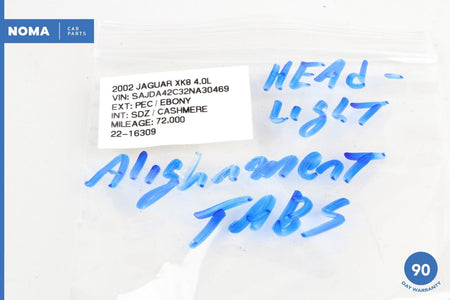 NOMA CAR PARTS
2002 JAGUAR XK8 4.0L
VIN: SAJDA42C32NA30469
EXT: PEC / EBONY
INT: SDZ / CASHMERE
MILEAGE: 72.000
22-16309
HEAd-
LigHT
AlighnmenT
TABS
90
DAY WARRANTY